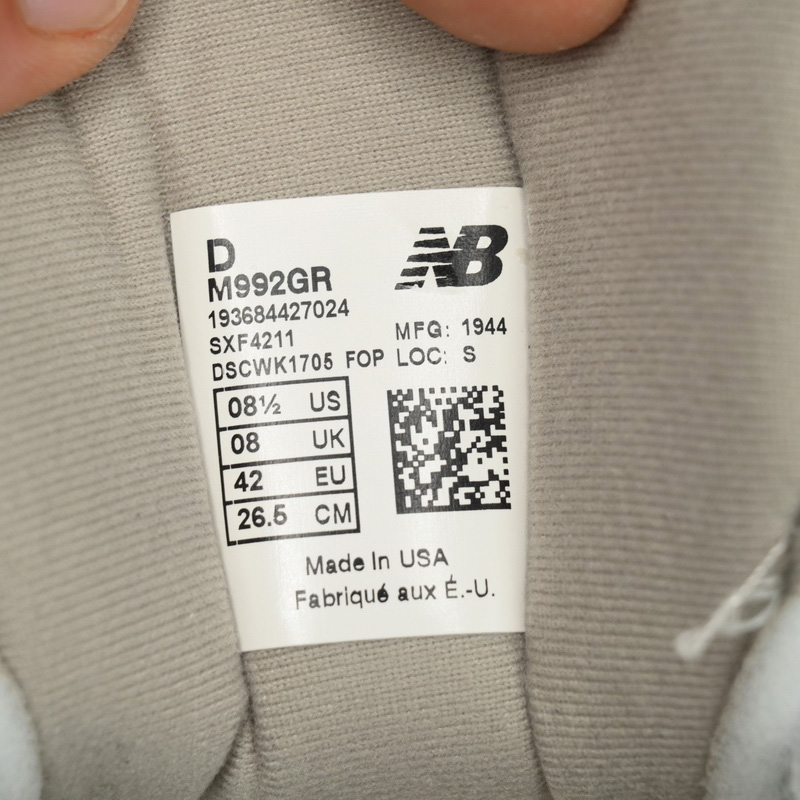 D
M992GR
193684427024
SXF4211
DSCWK1705 FOP
NB
MFG: 1944
LOC: S
08½ US
08 UK
42 EU
26.5 CM
Made In USA
Fabriqué aux É.-U.